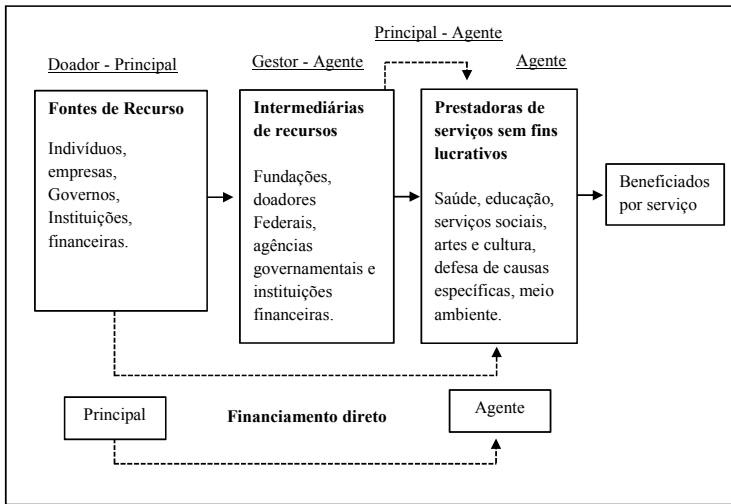 Principal - Agente
Doador - Principal
Gestor - Agente
Agente
Fontes de Recurso
Indivíduos,
empresas,
Governos,
Instituições,
financeiras.
Intermediárias
de recursos
Fundações,
doadores
Federais,
agências
governamentais e
instituições
financeiras.
Prestadoras de
serviços sem fins
lucrativos
Saúde, educação,
serviços sociais,
artes e cultura,
defesa de causas
específicas, meio
ambiente.
Beneficiados
por serviço
Principal
Financiamento direto
Agente